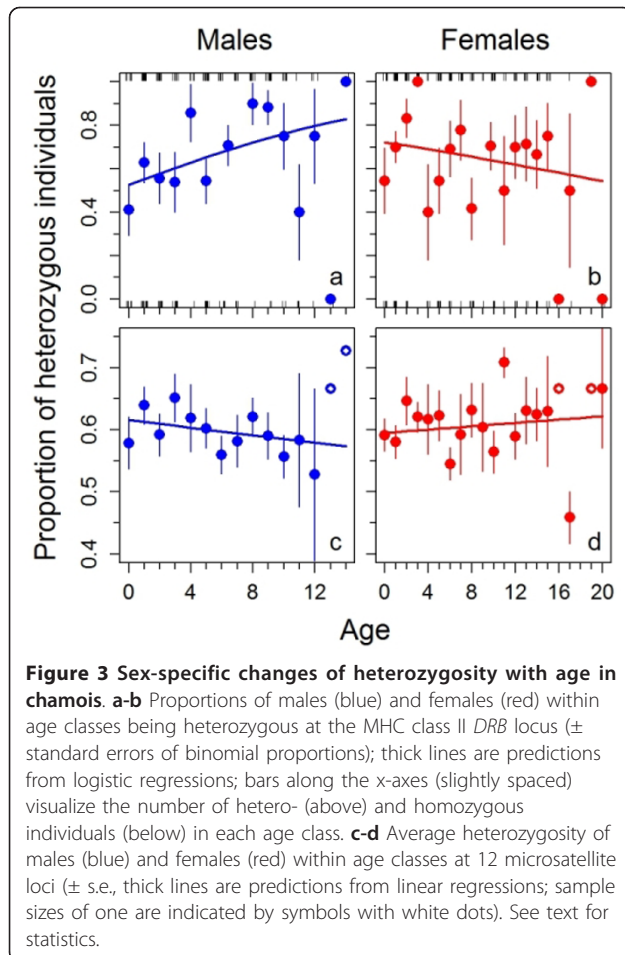 Males
Females
Proportion of heterozygous individuals
0.8
0.4
0.0
a
b
0.7
0.6
0.5
0.4
c
d
0
4
8
12
0
4
8
12
16
20
Age
Figure 3 Sex-specific changes of heterozygosity with age in
chamois. a-b Proportions of males (blue) and females (red) within
age classes being heterozygous at the MHC class II DRB locus (±
standard errors of binomial proportions); thick lines are predictions
from logistic regressions; bars along the x-axes (slightly spaced)
visualize the number of hetero- (above) and homozygous
individuals (below) in each age class. c-d Average heterozygosity of
males (blue) and females (red) within age classes at 12 microsatellite
loci (± s.e., thick lines are predictions from linear regressions; sample
sizes of one are indicated by symbols with white dots). See text for
statistics.